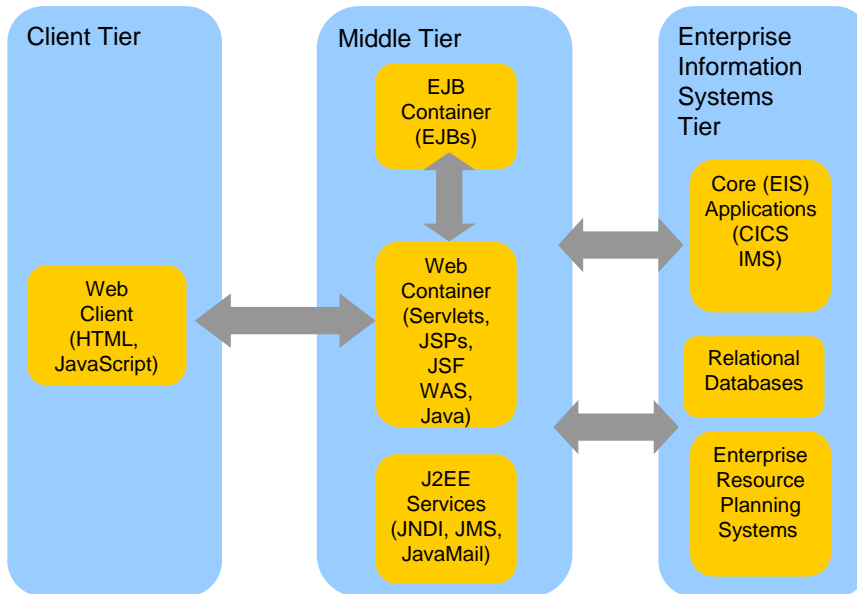 Client Tier
Web
Client
(HTML,
JavaScript)
Middle Tier
EJB
Container
(EJBs)
Web
Container
(Servlets,
JSPs,
JSF
WAS,
Java)
J2EE
Services
(JNDI, JMS,
JavaMail)
Enterprise
Information
Systems
Tier
Core (EIS)
Applications
(CICS
IMS)
Relational
Databases
Enterprise
Resource
Planning
Systems